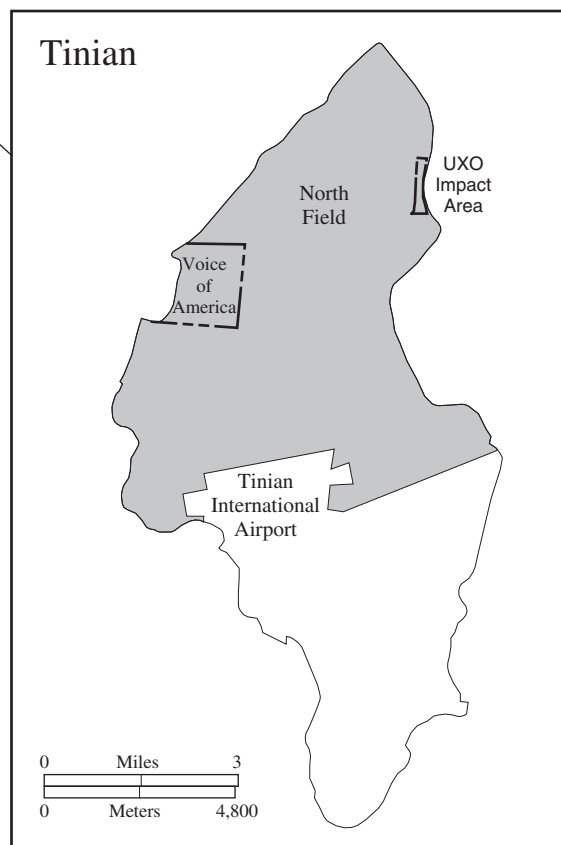 Tinian
UXO
Impact
Area
North
Field
Voice
of
America
Tinian
International
Airport
0 Miles 3
0 Meters 4,800